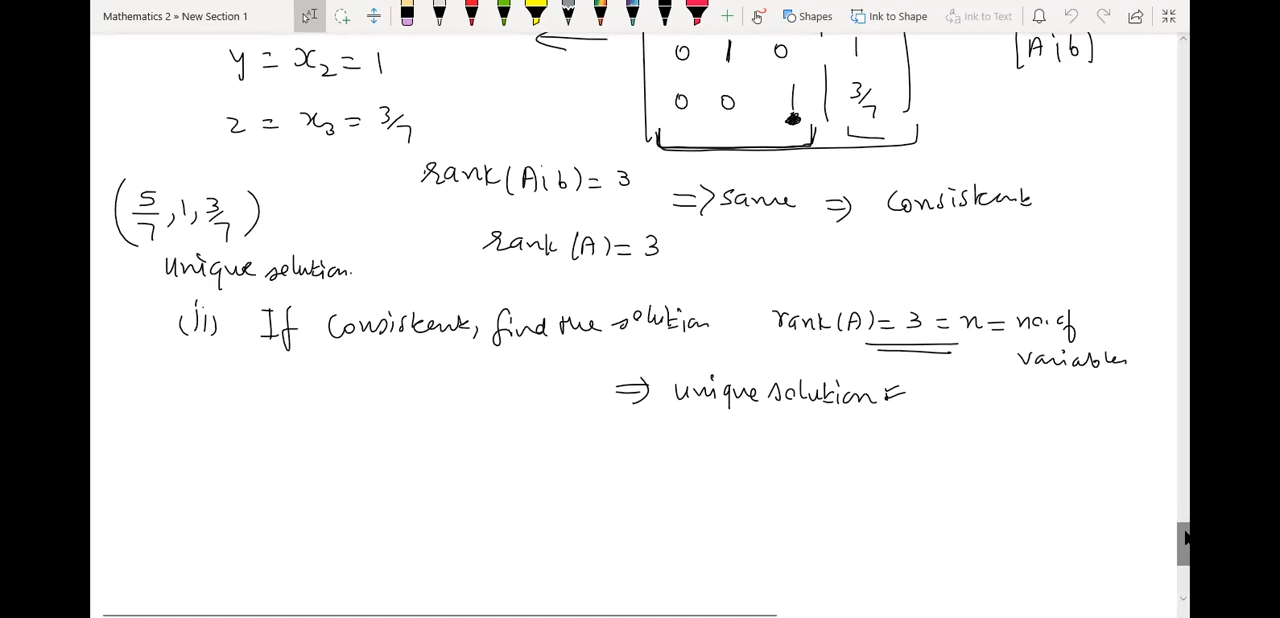 Mathematics 2 » New Section 1
Shapes
Ink to Shape
Ink to Text
y = x₂ = 1
0 1 0 | 1
[A¦b]
z = x₃ = 3/7
0 0 1 | 3/7
rank(A¦b) = 3
⇒ same ⇒ Consistent
(5/7, 1, 3/7)
rank (A) = 3
unique solution.
(ii) If Consistent, find the solution
rank(A) = 3 = n = no. of variables
⇒ unique solution